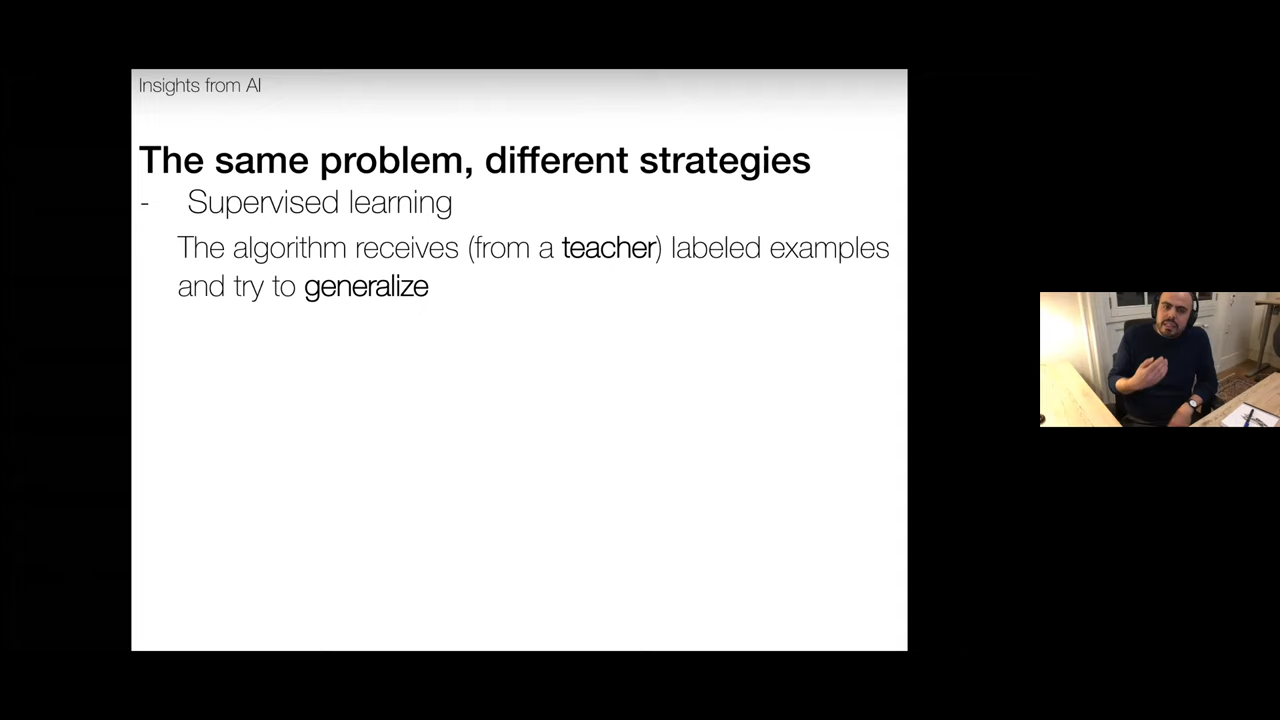 Insights from AI
The same problem, different strategies
- Supervised learning
The algorithm receives (from a teacher) labeled examples
and try to generalize